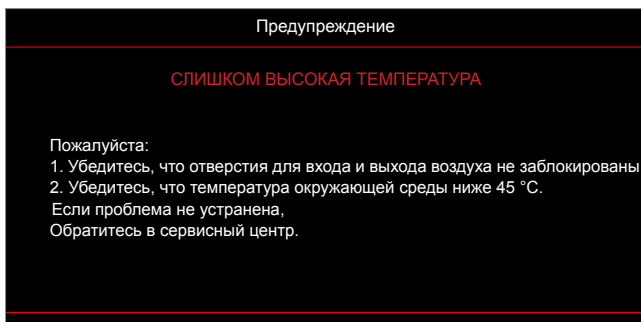 Предупреждение
СЛИШКОМ ВЫСОКАЯ ТЕМПЕРАТУРА
Пожалуйста:
1. Убедитесь, что отверстия для входа и выхода воздуха не заблокированы
2. Убедитесь, что температура окружающей среды ниже 45 °C.
Если проблема не устранена,
Обратитесь в сервисный центр.